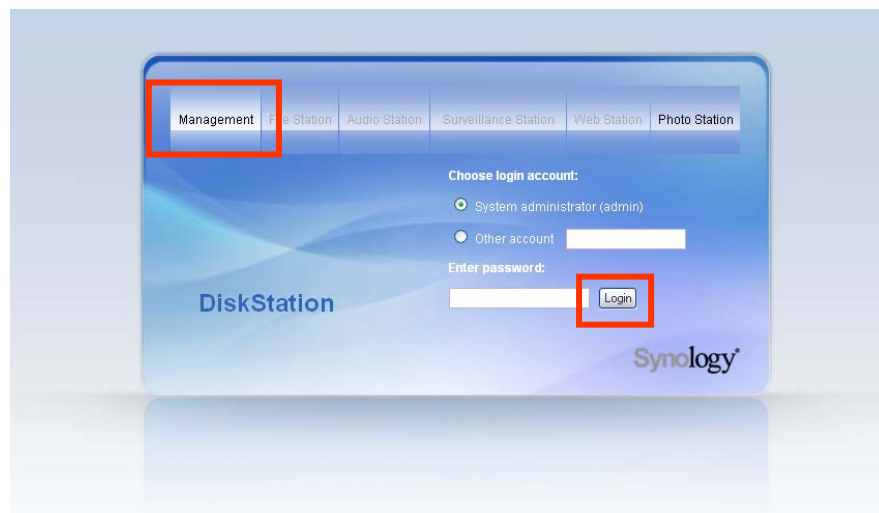 Management File Station Audio Station Surveillance Station Web Station Photo Station
Choose login account:
System administrator (admin)
Other account
Enter password:
Login
DiskStation
Synology®